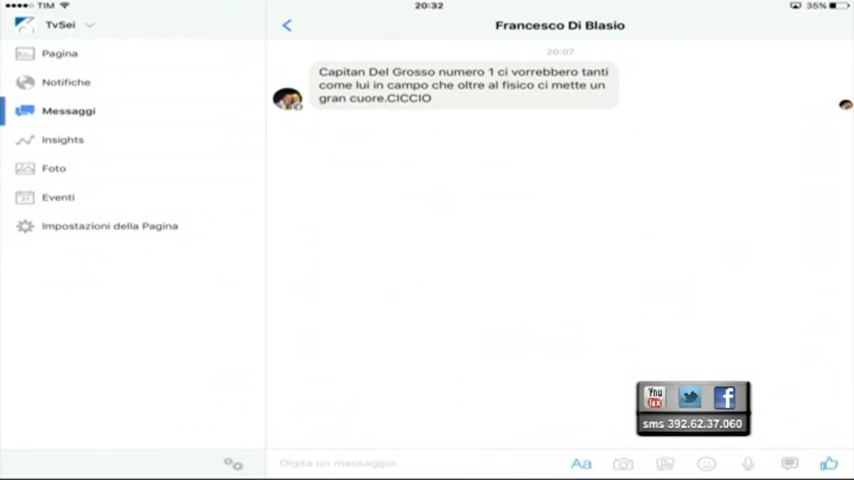 TIM
20:32
35%
TvSei
Pagina
Notifiche
Messaggi
Insights
Foto
Eventi
Impostazioni della Pagina
Francesco Di Blasio
20:07
Capitan Del Grosso numero 1 ci vorrebbero tanti
come lui in campo che oltre al fisico ci mette un
gran cuore.CICCIO
You
f
sms 392.62.37.060
Digita un messaggio...
Aa